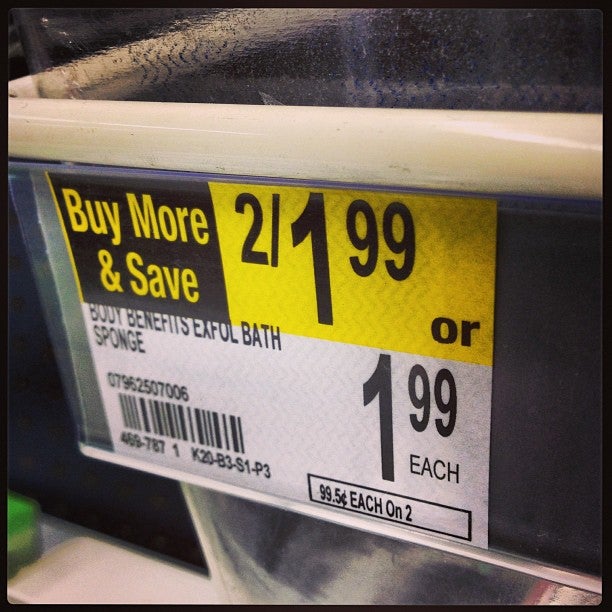 Buy More
& Save
2/1 99
or
BODY BENEFITS EXFOL BATH
SPONGE
07962507006
469-787 1 K20-B3-S1-P3
1 99
EACH
99.5¢ EACH On 2